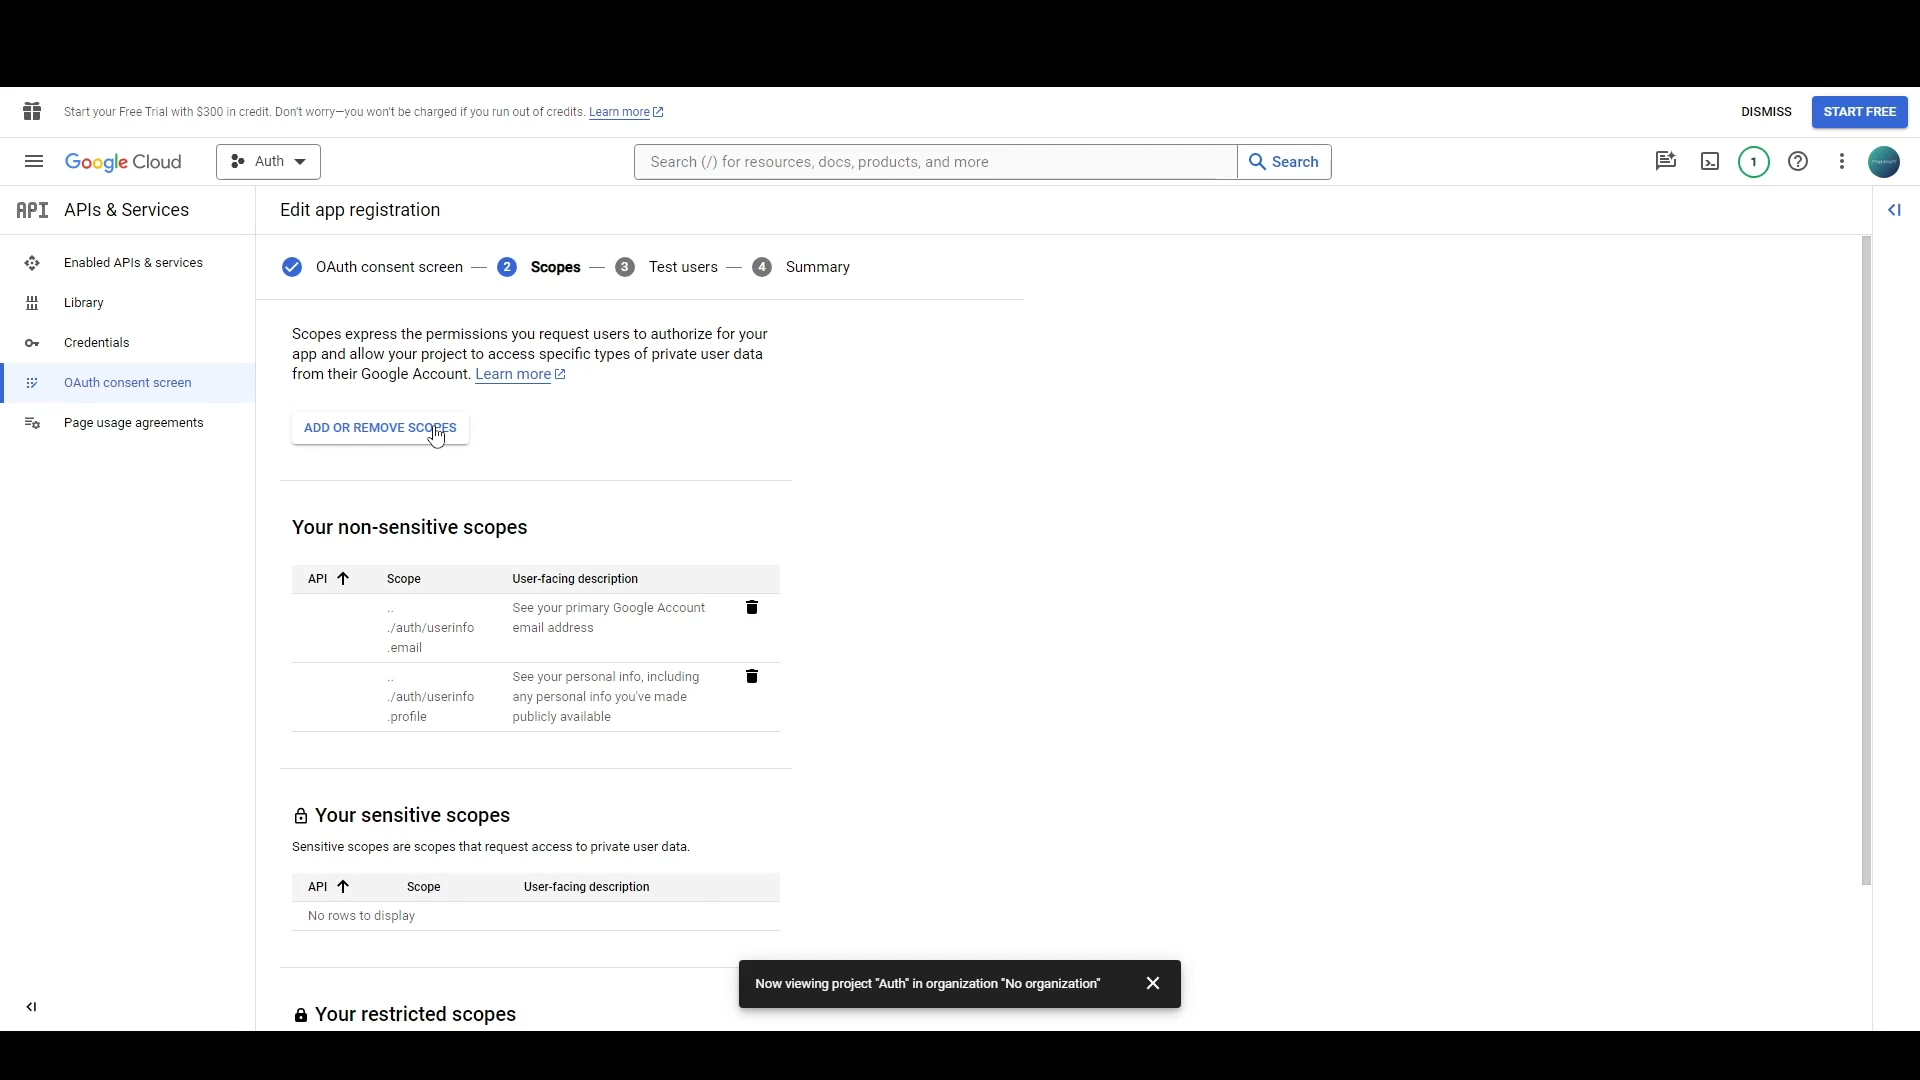 Start your Free Trial with $300 in credit. Don't worry—you won't be charged if you run out of credits. Learn more
DISMISS
START FREE
Google Cloud
Auth
Search (/) for resources, docs, products, and more
Search
1
API APIs & Services
Edit app registration
Enabled APIs & services
Library
Credentials
OAuth consent screen
Page usage agreements
OAuth consent screen — 2 Scopes — 3 Test users — 4 Summary
Scopes express the permissions you request users to authorize for your
app and allow your project to access specific types of private user data
from their Google Account. Learn more
ADD OR REMOVE SCOPES
Your non-sensitive scopes
API Scope User-facing description
..
./auth/userinfo
.email
See your primary Google Account
email address
..
./auth/userinfo
.profile
See your personal info, including
any personal info you've made
publicly available
Your sensitive scopes
Sensitive scopes are scopes that request access to private user data.
API Scope User-facing description
No rows to display
Now viewing project "Auth" in organization "No organization"
Your restricted scopes